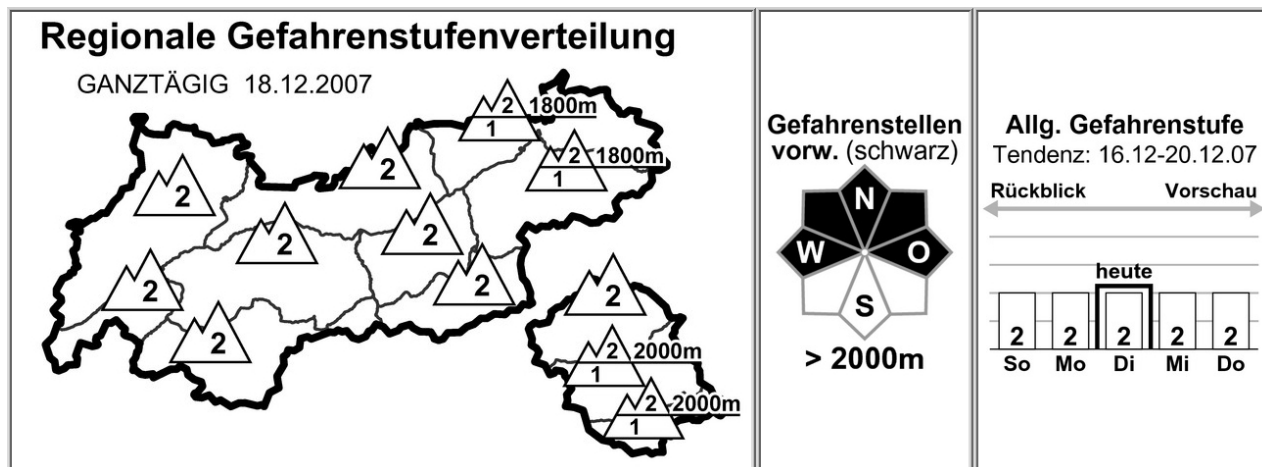 Regionale Gefahrenstufenverteilung
GANZTÄGIG 18.12.2007
2
1800m
1
2
1800m
1
2
2
2
2
2
2
2
2
2
2000m
1
2
2000m
1
Gefahrenstellen
vorw. (schwarz)
N
W
O
S
> 2000m
Allg. Gefahrenstufe
Tendenz: 16.12-20.12.07
Rückblick
Vorschau
heute
2 2 2 2 2
So Mo Di Mi Do